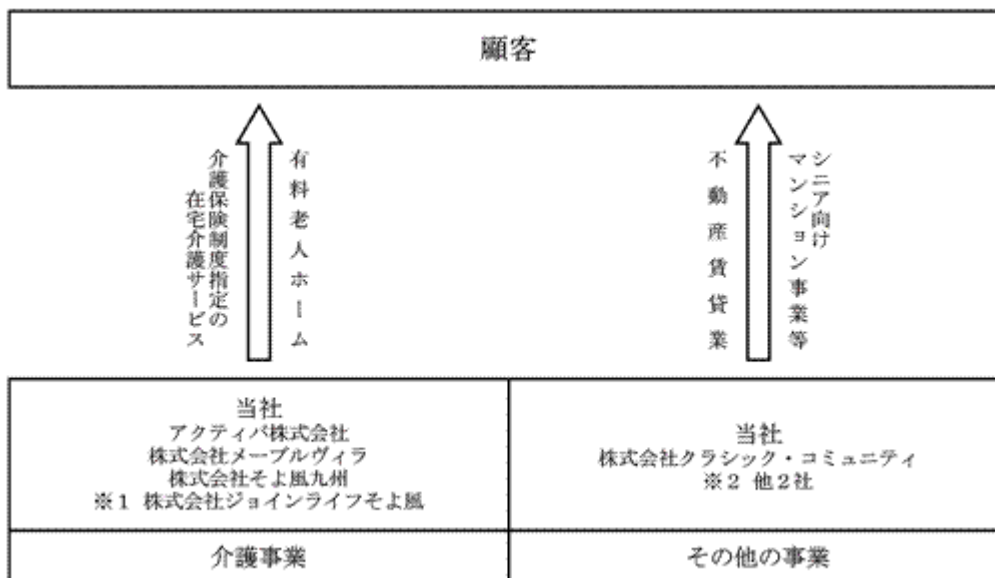 顧客
介護保険制度指定の
在宅介護サービス
有料老人ホーム
不動産賃貸業
シニア向け
マンション事業等
当社
アクティバ株式会社
株式会社メープルヴィラ
株式会社そよ風九州
※1 株式会社ジョインライフそよ風
当社
株式会社クラシック・コミュニティ
※2 他2社
介護事業
その他の事業